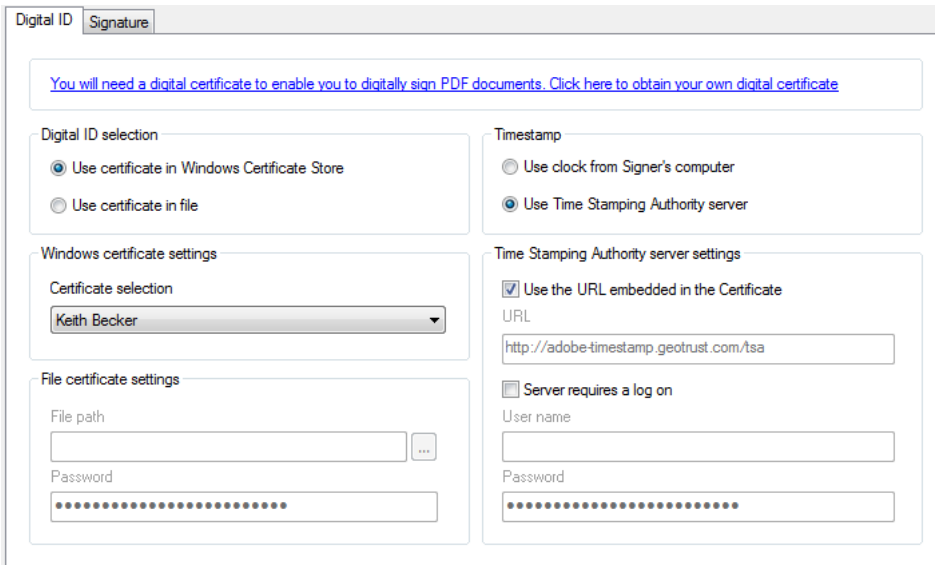 Digital ID
Signature
You will need a digital certificate to enable you to digitally sign PDF documents. Click here to obtain your own digital certificate
Digital ID selection
Use certificate in Windows Certificate Store
Use certificate in file
Timestamp
Use clock from Signer's computer
Use Time Stamping Authority server
Windows certificate settings
Certificate selection
Keith Becker
File certificate settings
File path
...
Password
•••••••••••••••••••••••••
Time Stamping Authority server settings
Use the URL embedded in the Certificate
URL
http://adobe-timestamp.geotrust.com/tsa
Server requires a log on
User name
Password
•••••••••••••••••••••••••